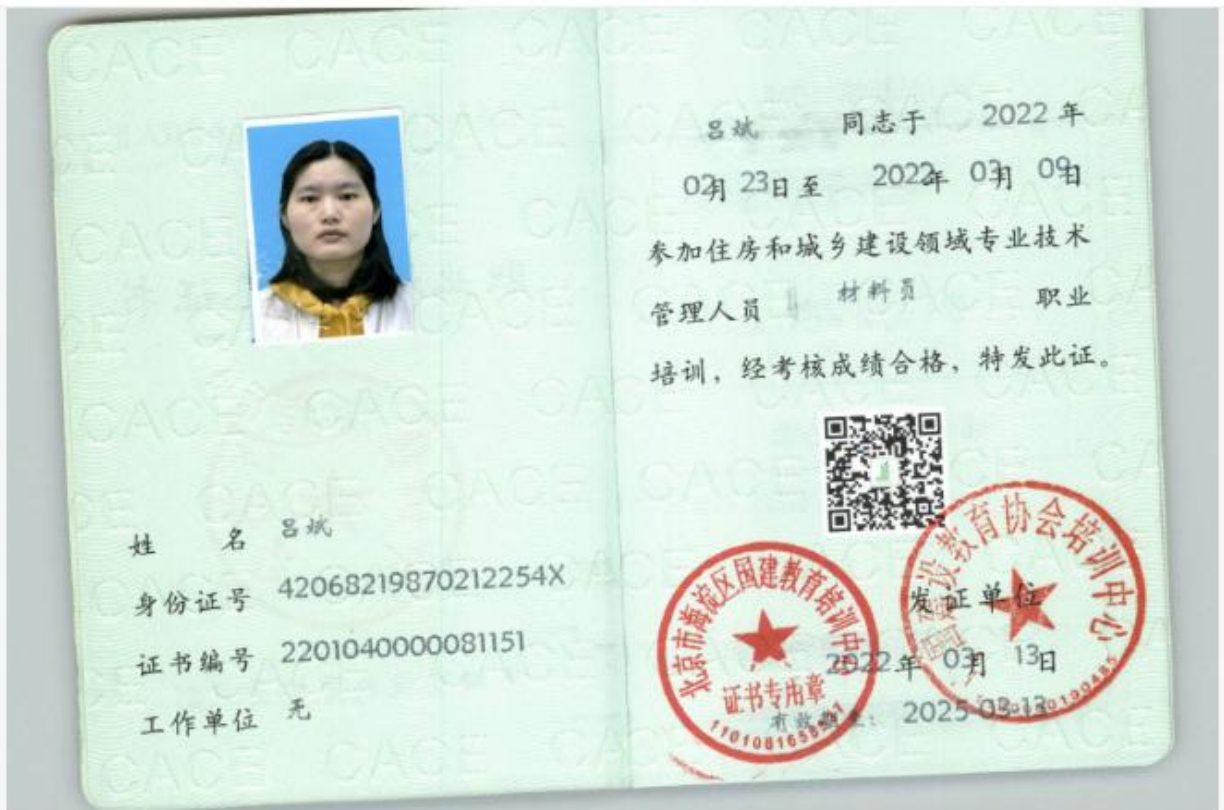 姓 名 吕斌
身份证号 42068219870212254X
证书编号 2201040000081151
工作单位 无
吕斌 同志于 2022年
02月 23日至 2022年 03月 09日
参加住房和城乡建设领域专业技术
管理人员 材料员 职业
培训，经考核成绩合格，特发此证。
北京市海淀区国建教育培训中心
证书专用章
建设教育协会培训中心
发证单位
2022年 03月 13日
2025-03-13
CACE